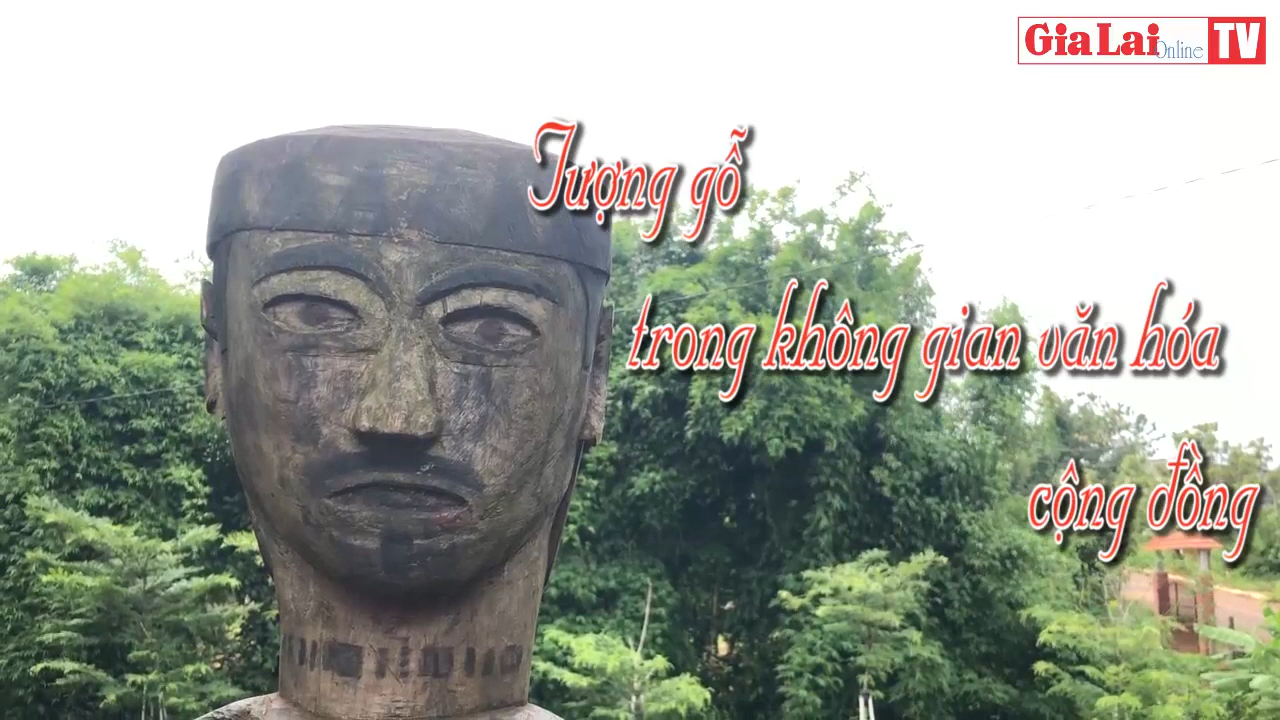 Gia Lai Online TV
Tượng gỗ
trong không gian văn hóa
cộng đồng